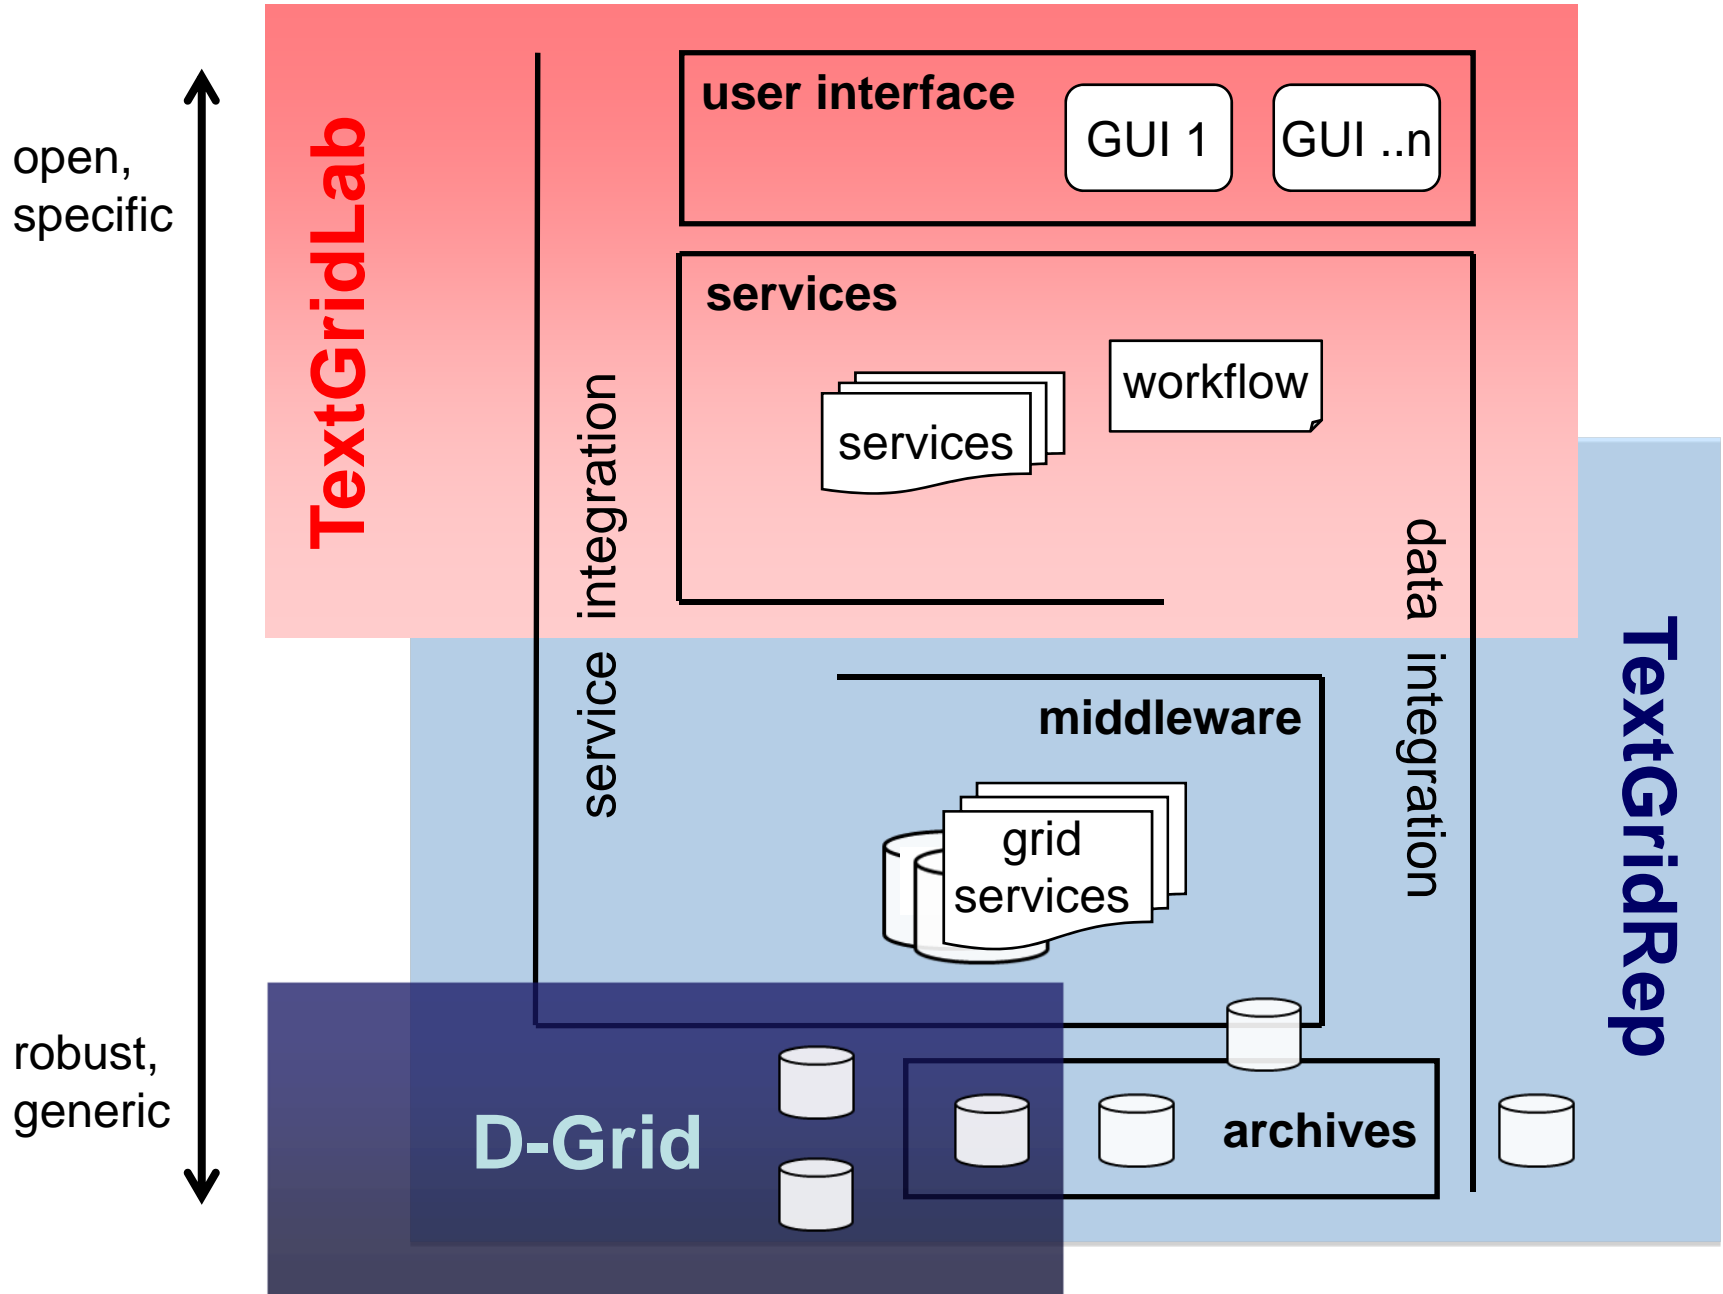 open,
specific
TextGridLab
user interface
GUI 1
GUI ..n
services
services
workflow
service integration
data integration
middleware
grid
services
TextGridRep
robust,
generic
D-Grid
archives